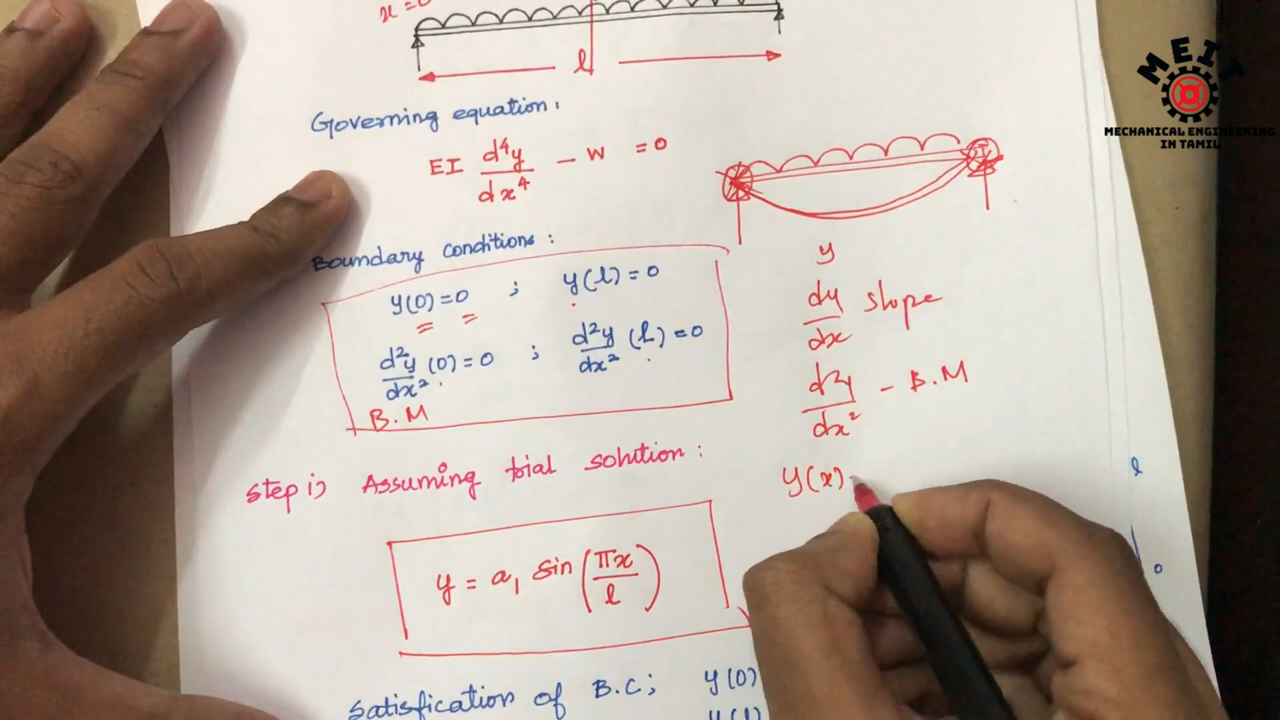 x=0
l
Governing equation:
EI d⁴y/dx⁴ - w = 0
Boundary conditions:
y(0)=0 ; y(l)=0
d²y/dx² (0)=0 ; d²y/dx² (l)=0
B.M
y
dy/dx slope
d²y/dx² - B.M
y(x)
l
0
Step i) Assuming trial solution:
y = a₁ sin(πx/l)
Satisfication of B.C; y(0)
y(l)
MEIT
MECHANICAL ENGINEERING
IN TAMIL